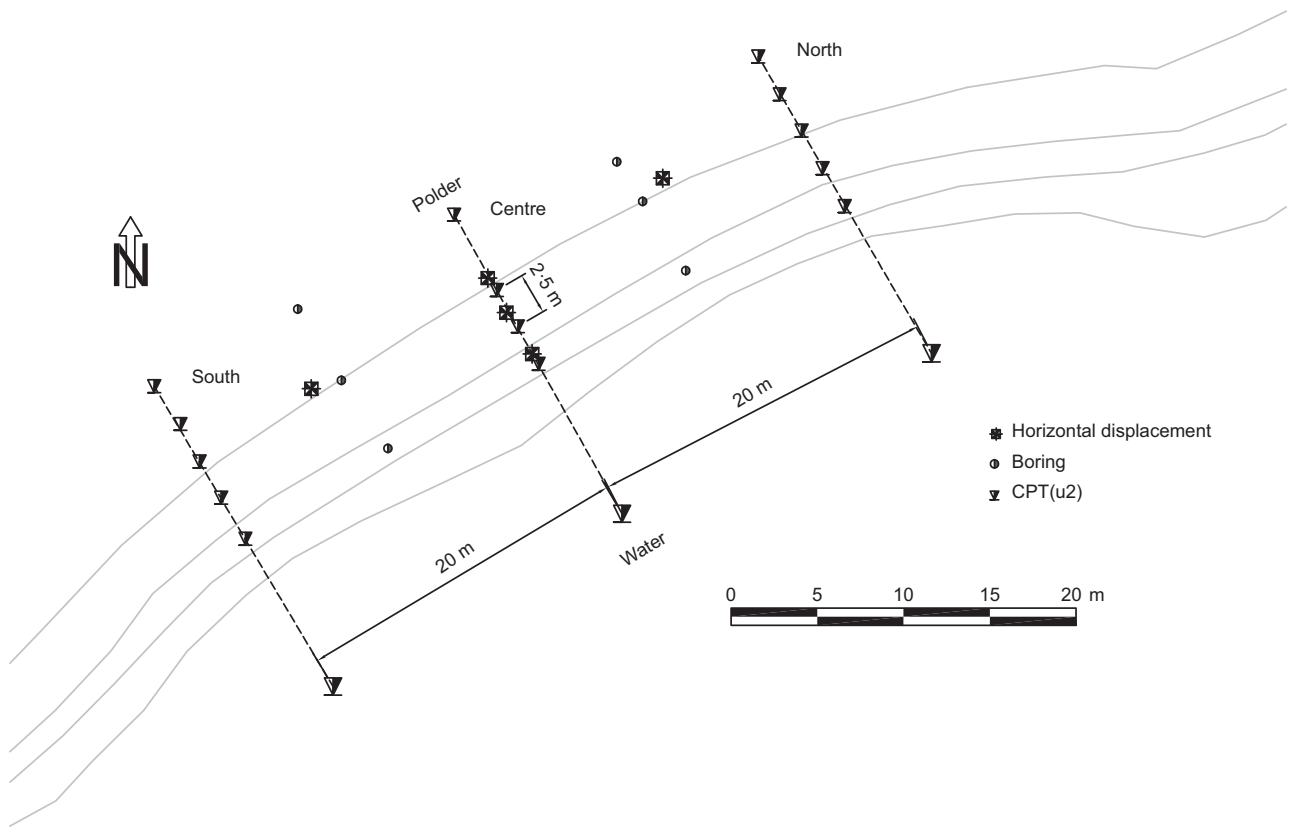 North
Polder
Centre
N
2·5 m
South
20 m
Horizontal displacement
Boring
CPT(u2)
Water
20 m
0 5 10 15 20 m